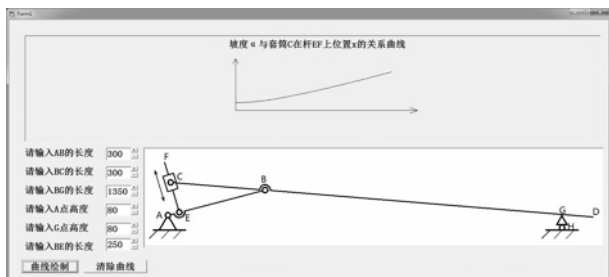 Form1
坡度α与套筒C在杆EF上位置x的关系曲线
请输入AB的长度 300
请输入BC的长度 300
请输入BG的长度 1350
请输入A点高度 80
请输入G点高度 80
请输入BE的长度 250
F
C
B
A
E
G
D
H
曲线绘制 清除曲线